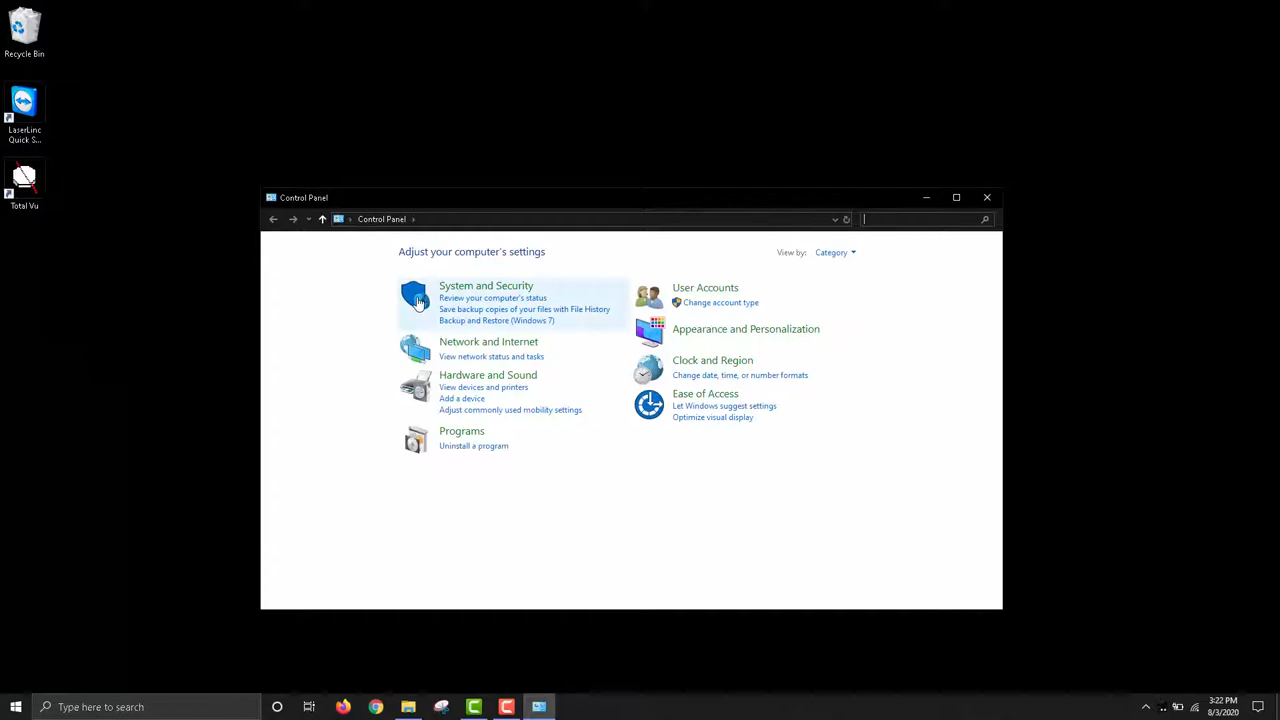 Recycle Bin
LaserLinc
Quick S...
Total Vu
Control Panel
Control Panel
Adjust your computer's settings
View by: Category
System and Security
Review your computer's status
Save backup copies of your files with File History
Backup and Restore (Windows 7)
Network and Internet
View network status and tasks
Hardware and Sound
View devices and printers
Add a device
Adjust commonly used mobility settings
Programs
Uninstall a program
User Accounts
Change account type
Appearance and Personalization
Clock and Region
Change date, time, or number formats
Ease of Access
Let Windows suggest settings
Optimize visual display
Type here to search
3:22 PM
8/3/2020